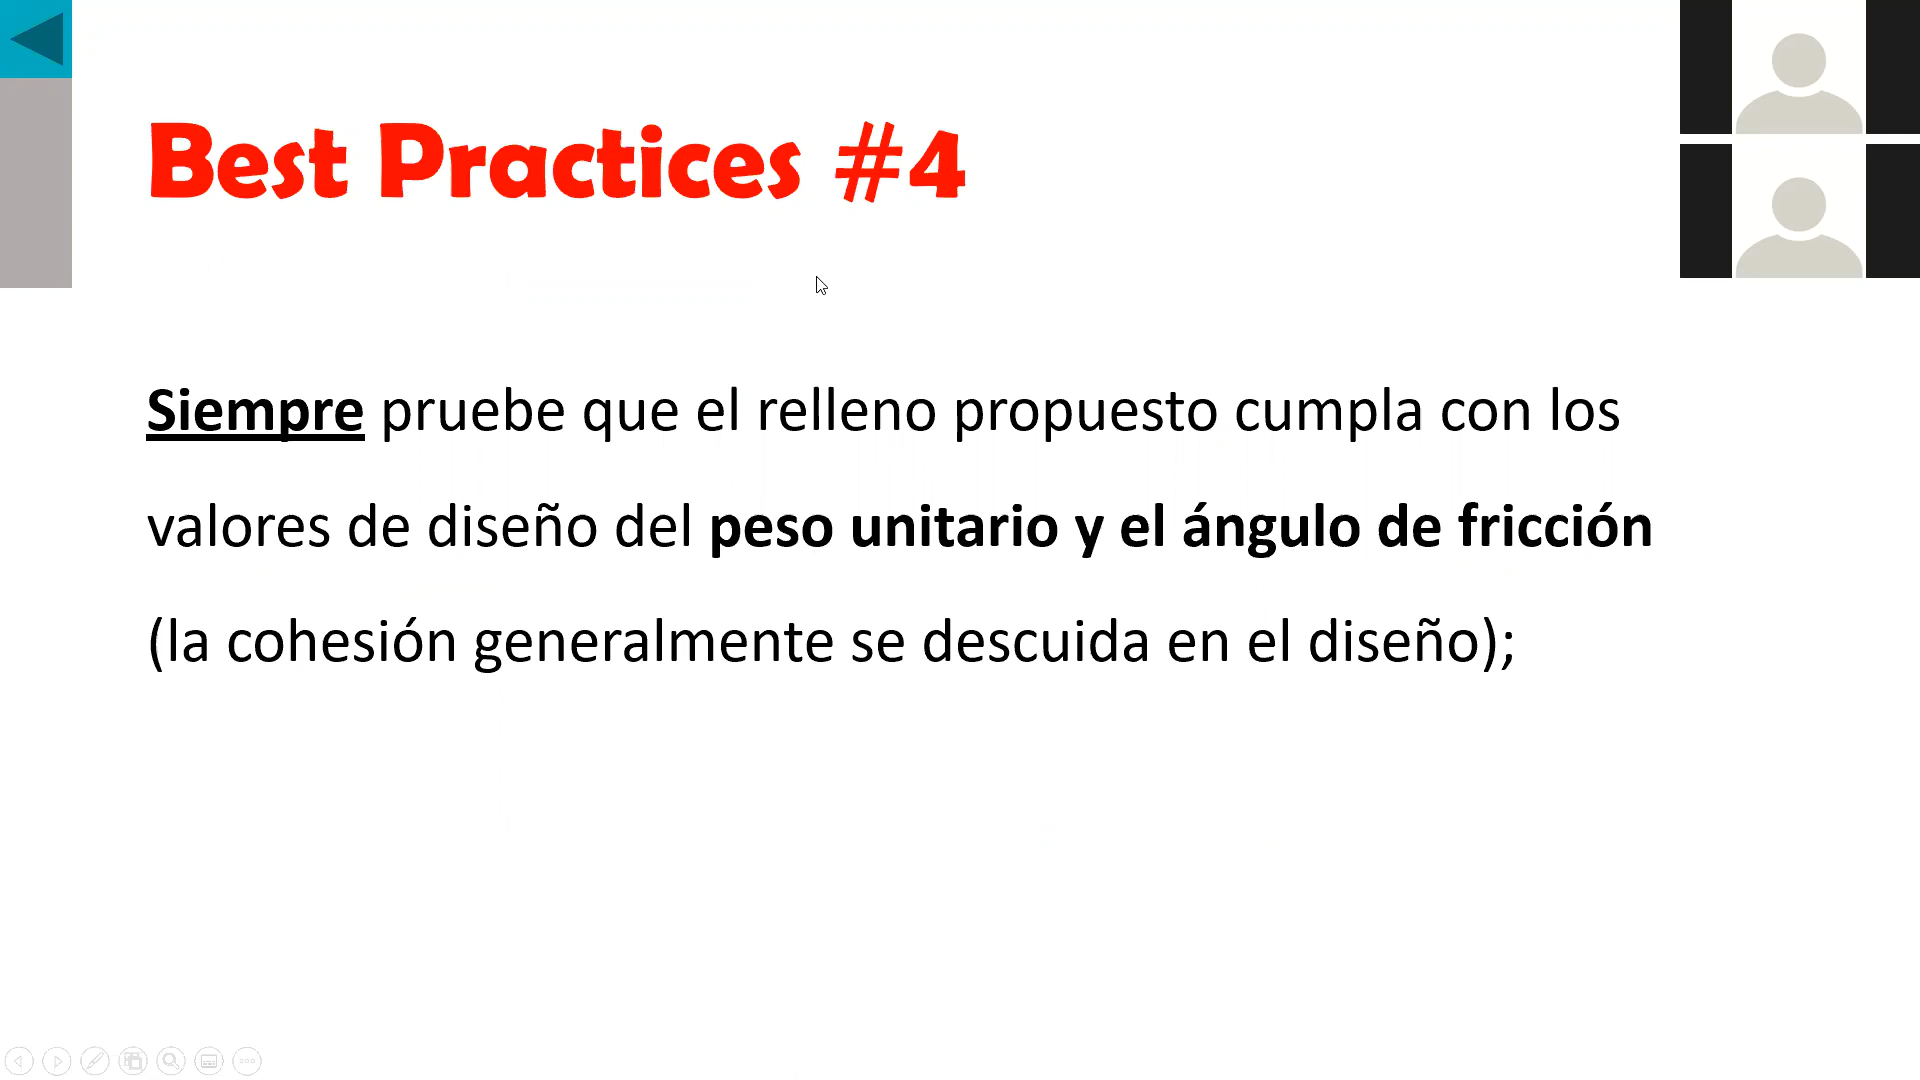 Best Practices #4
Siempre pruebe que el relleno propuesto cumpla con los
valores de diseño del peso unitario y el ángulo de fricción
(la cohesión generalmente se descuida en el diseño);